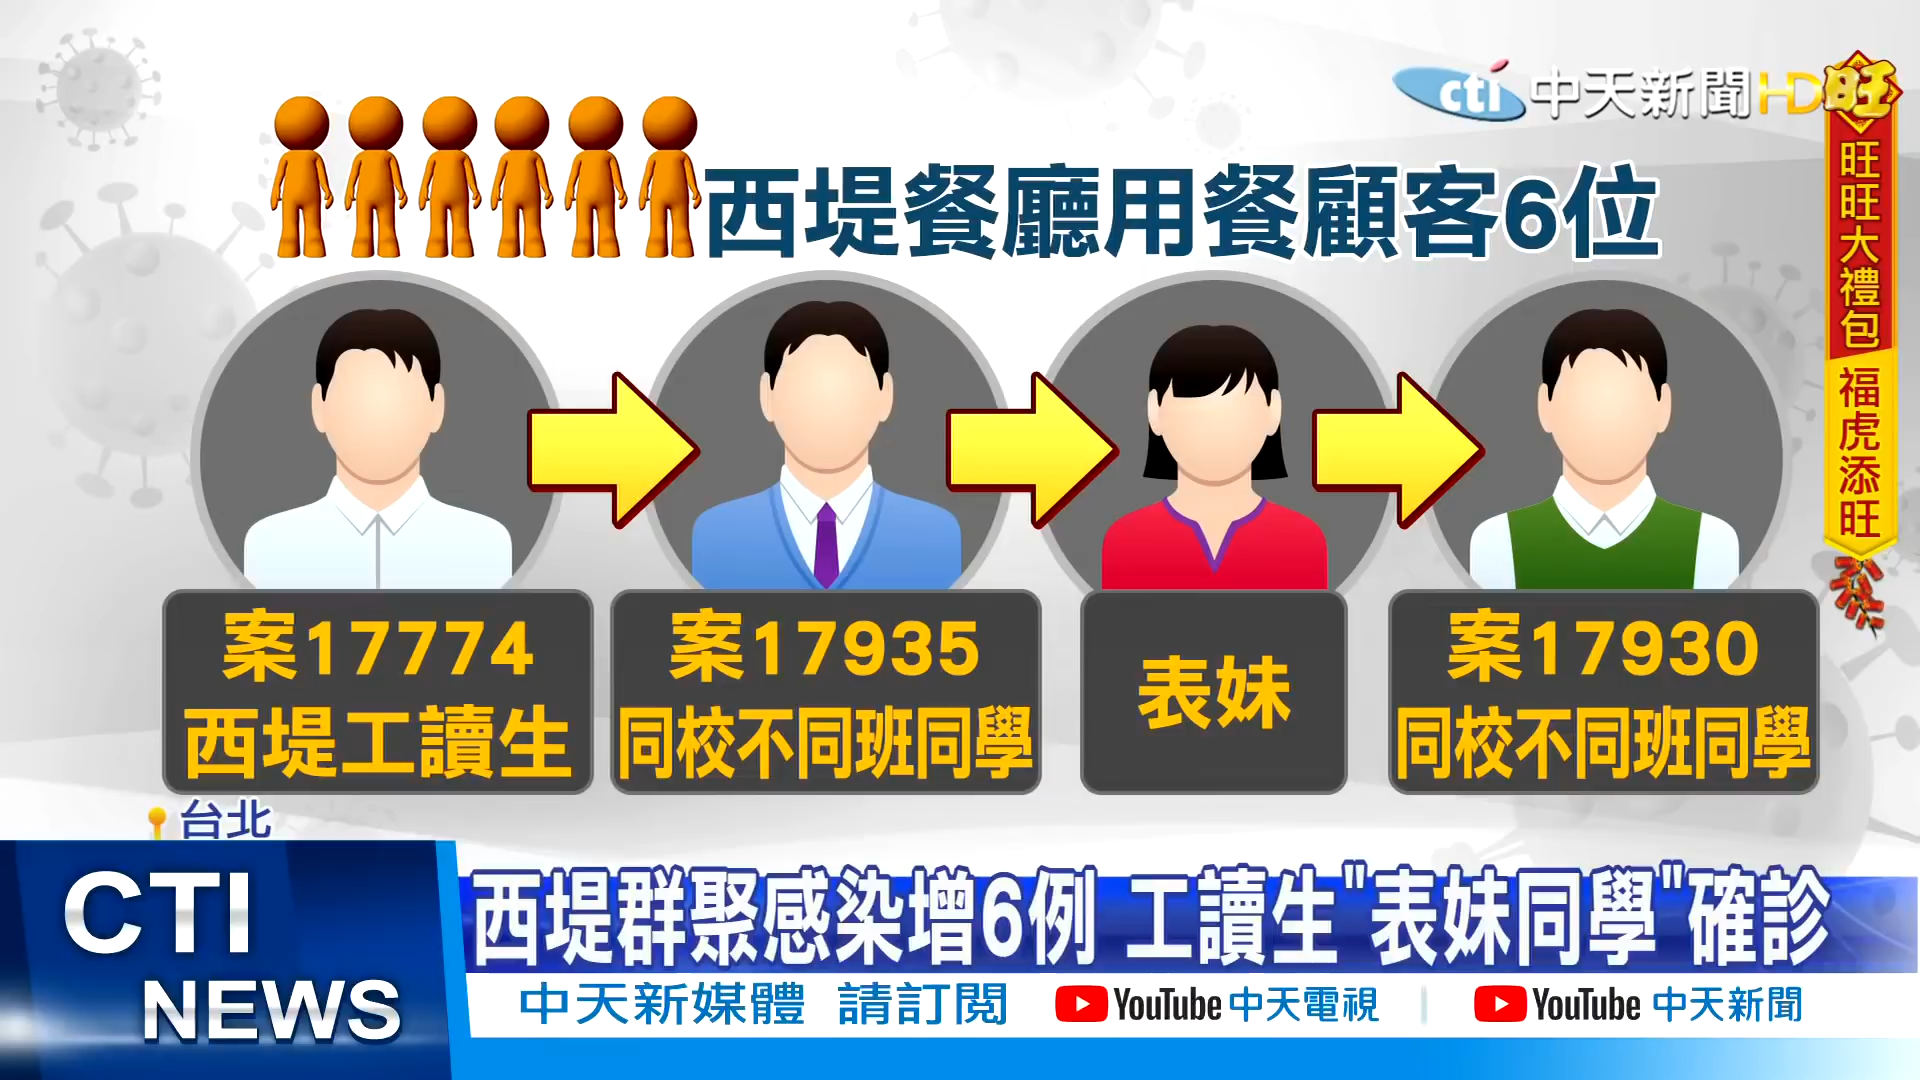 cti 中天新聞HD
旺
旺旺大禮包
福虎添旺
西堤餐廳用餐顧客6位
案17774
西堤工讀生
案17935
同校不同班同學
表妹
案17930
同校不同班同學
台北
CTI
NEWS
西堤群聚感染增6例 工讀生"表妹同學"確診
中天新媒體 請訂閱 YouTube 中天電視 | YouTube 中天新聞